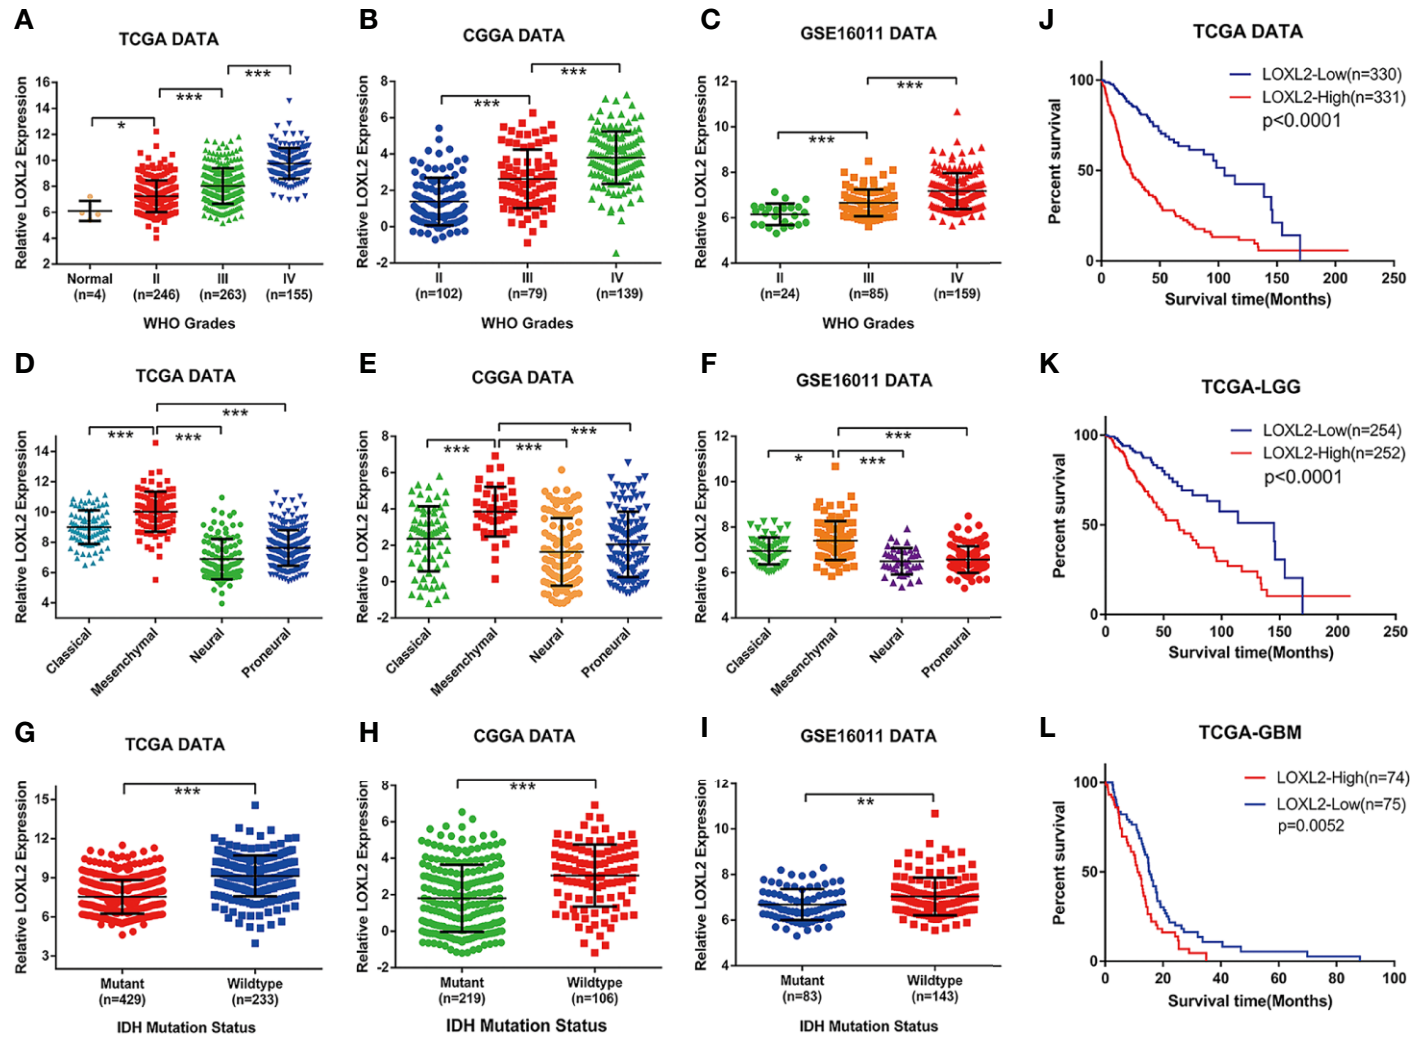 A
TCGA DATA
Relative LOXL2 Expression
16
14
12
10
8
6
4
2
*
***
***
Normal
(n=4)
II
(n=246)
III
(n=263)
IV
(n=155)
WHO Grades
B
CGGA DATA
Relative LOXL2 Expression
8
6
4
2
0
-2
***
***
II
(n=102)
III
(n=79)
IV
(n=139)
WHO Grades
C
GSE16011 DATA
Relative LOXL2 Expression
12
10
8
6
4
***
***
II
(n=24)
III
(n=85)
IV
(n=159)
WHO Grades
J
TCGA DATA
Percent survival
100
50
0
LOXL2-Low(n=330)
LOXL2-High(n=331)
p<0.0001
0 50 100 150 200 250
Survival time(Months)
D
TCGA DATA
Relative LOXL2 Expression
14
12
10
8
6
4
***
***
***
Classical
Mesenchymal
Neural
Proneural
E
CGGA DATA
Relative LOXL2 Expression
8
6
4
2
0
-2
***
***
***
Classical
Mesenchymal
Neural
Proneural
F
GSE16011 DATA
Relative LOXL2 Expression
12
8
6
4
*
***
***
Classical
Mesenchymal
Neural
Proneural
K
TCGA-LGG
Percent survival
100
50
0
LOXL2-Low(n=254)
LOXL2-High(n=252)
p<0.0001
0 50 100 150 200 250
Survival time(Months)
G
TCGA DATA
Relative LOXL2 Expression
15
12
9
6
3
***
Mutant
(n=429)
Wildtype
(n=233)
IDH Mutation Status
H
CGGA DATA
Relative LOXL2 Expression
8
6
4
2
0
-2
***
Mutant
(n=219)
Wildtype
(n=106)
IDH Mutation Status
I
GSE16011 DATA
Relative LOXL2 Expression
12
10
8
6
4
**
Mutant
(n=83)
Wildtype
(n=143)
IDH Mutation Status
L
TCGA-GBM
Percent survival
100
50
0
LOXL2-High(n=74)
LOXL2-Low(n=75)
p=0.0052
0 20 40 60 80 100
Survival time(Months)